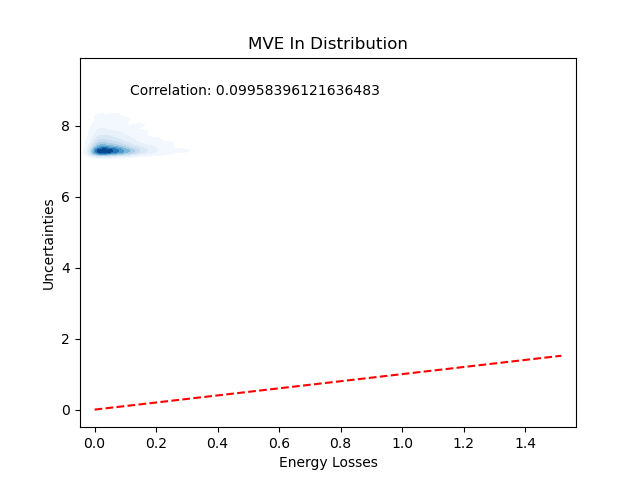 MVE In Distribution
Correlation: 0.09958396121636483
8
6
4
2
0
Uncertainties
0.0 0.2 0.4 0.6 0.8 1.0 1.2 1.4
Energy Losses